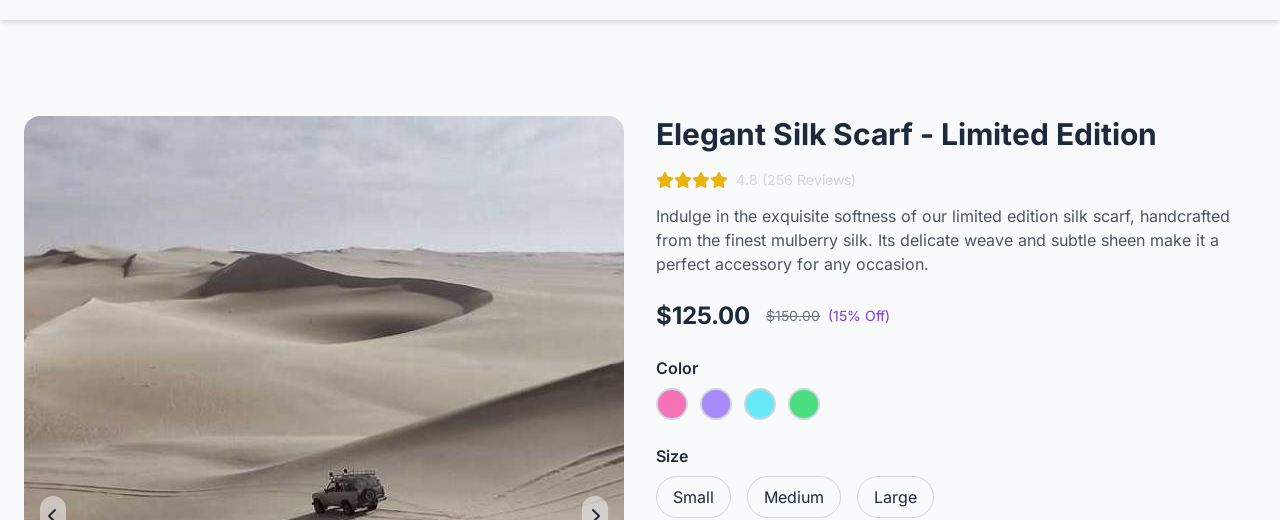 Elegant Silk Scarf - Limited Edition
4.8 (256 Reviews)
Indulge in the exquisite softness of our limited edition silk scarf, handcrafted
from the finest mulberry silk. Its delicate weave and subtle sheen make it a
perfect accessory for any occasion.
$125.00 $150.00 (15% Off)
Color
Size
Small Medium Large